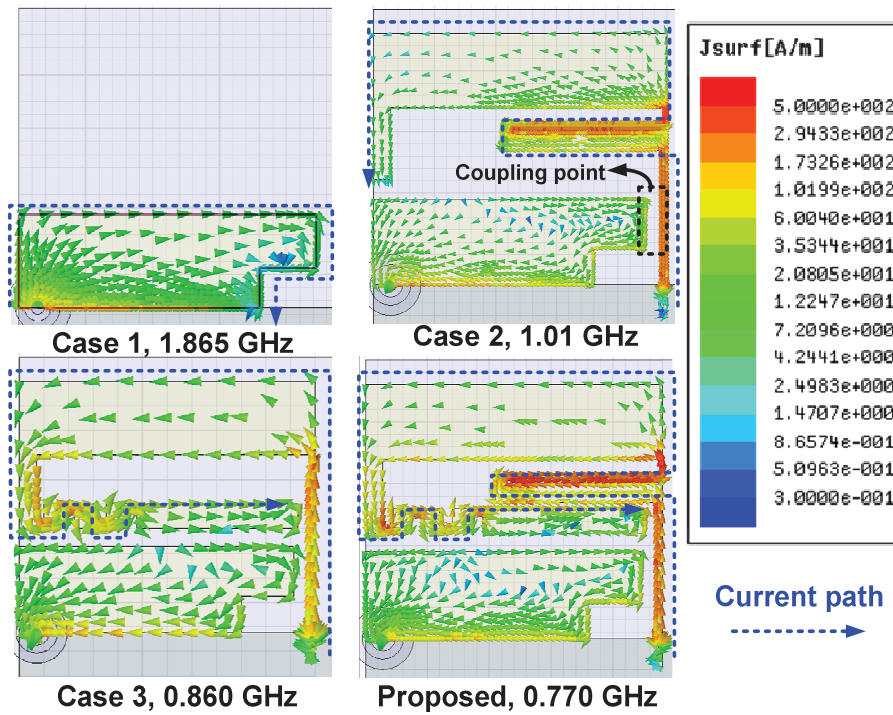 Jsurf[A/m]
5.0000e+002
2.9433e+002
1.7326e+002
1.0199e+002
6.0040e+001
3.5344e+001
2.0805e+001
1.2247e+001
7.2096e+000
4.2441e+000
2.4983e+000
1.4707e+000
8.6574e-001
5.0963e-001
3.0000e-001
Coupling point
Case 1, 1.865 GHz
Case 2, 1.01 GHz
Current path
Case 3, 0.860 GHz
Proposed, 0.770 GHz